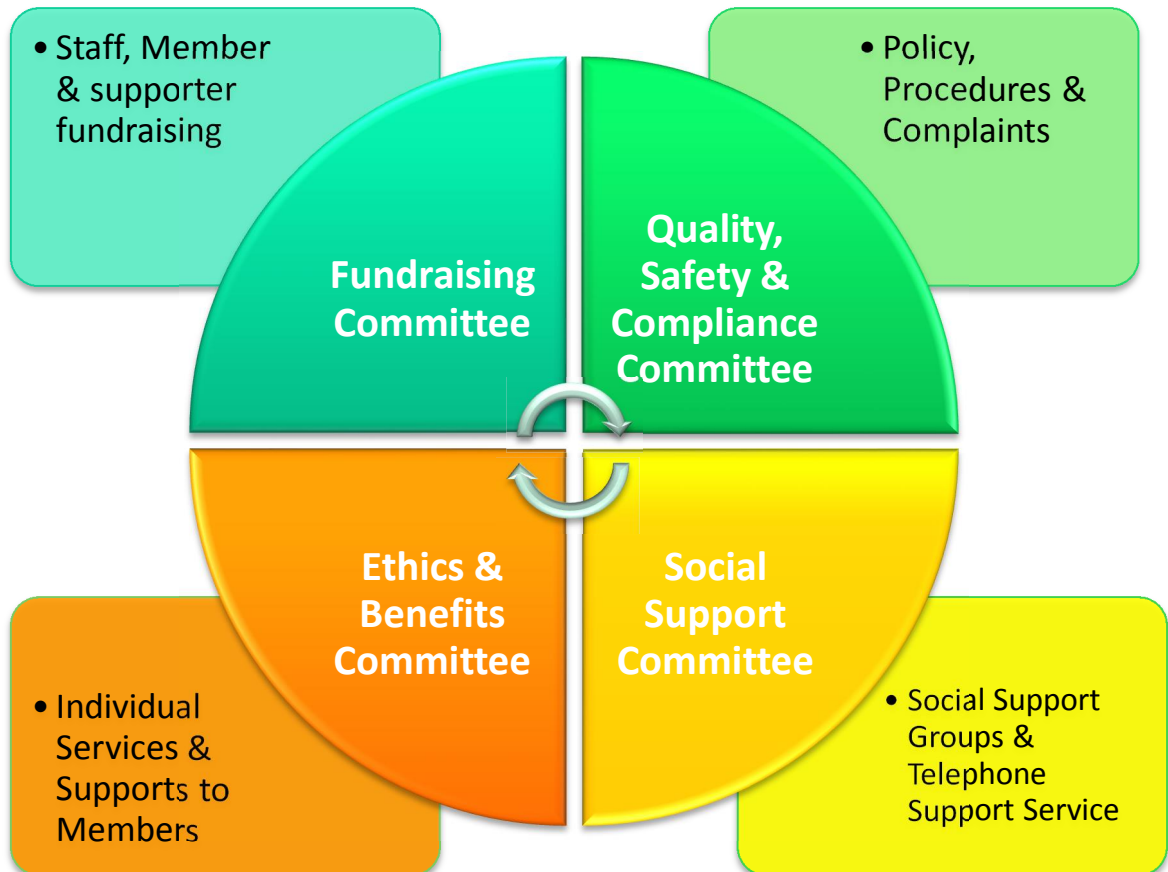 • Staff, Member
& supporter
fundraising
• Policy,
Procedures &
Complaints
Fundraising
Committee
Quality,
Safety &
Compliance
Committee
Ethics &
Benefits
Committee
Social
Support
Committee
• Individual
Services &
Supports to
Members
• Social Support
Groups &
Telephone
Support Service